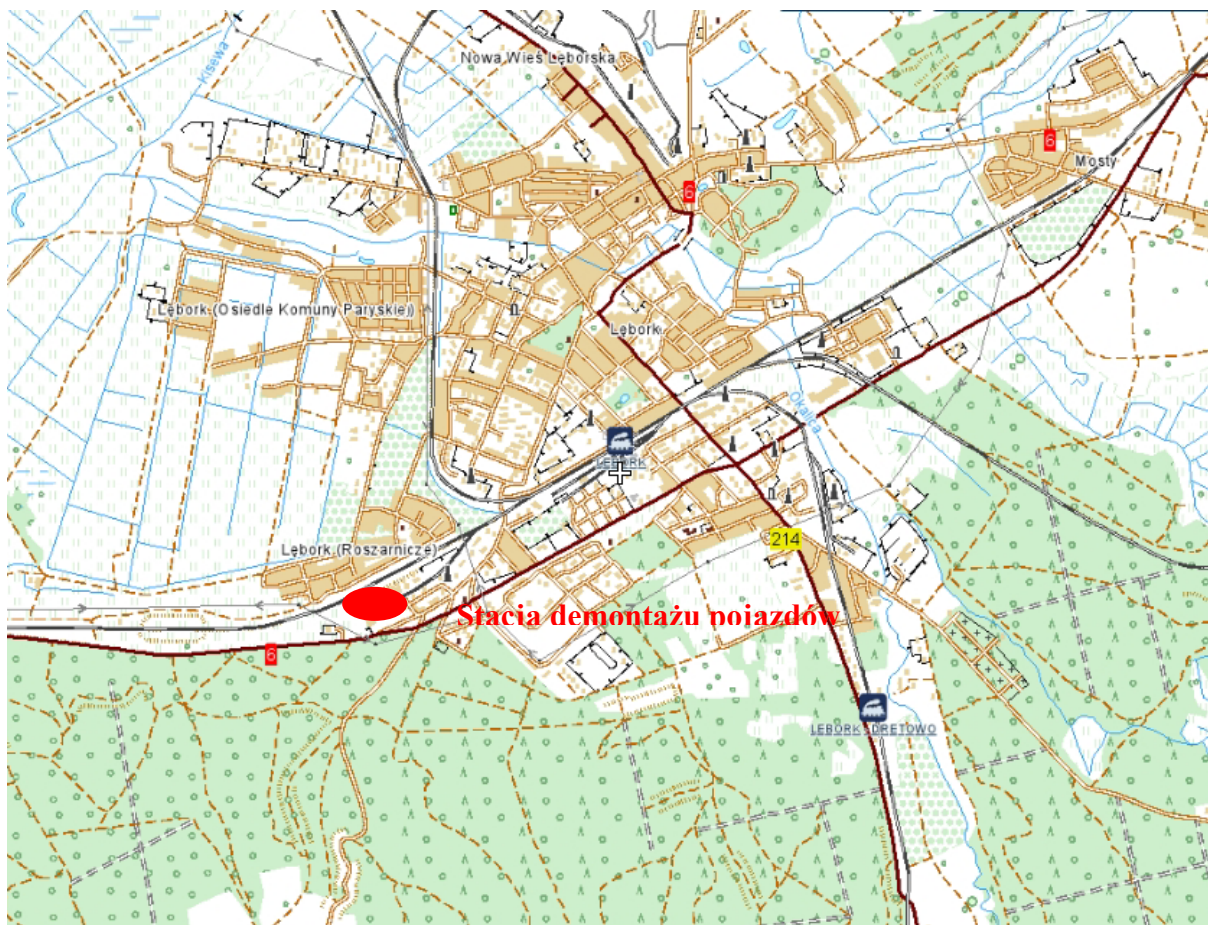 Nowa Wieś Lęborska
Kisewa
6
Mosty
6
Lębork (Osiedle Komuny Paryskiej)
Lębork
Okalica
LĘBORK
214
Lębork (Roszarnicze)
Stacja demontażu pojazdów
6
LĘBORK DRĘTOWO